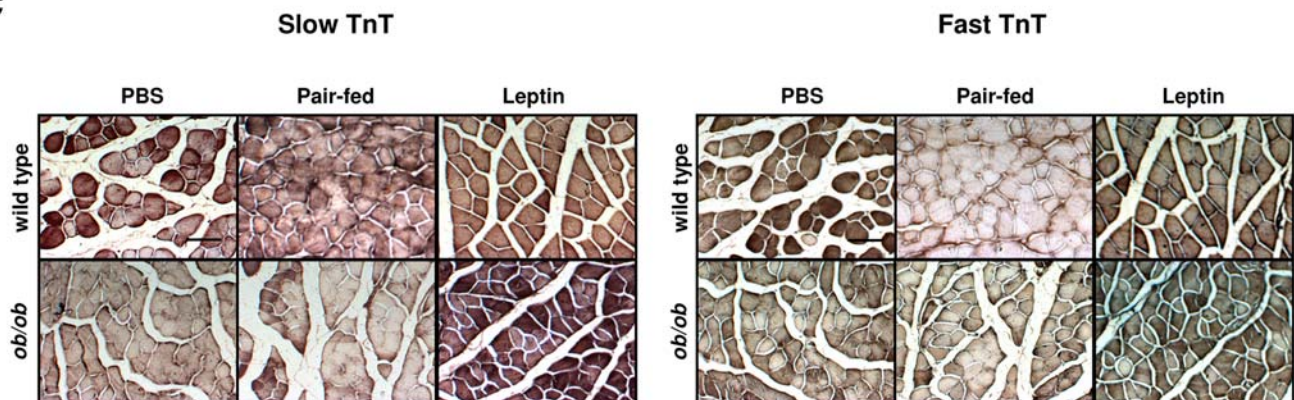 Slow TnT Fast TnT
PBS Pair-fed Leptin PBS Pair-fed Leptin
wild type wild type
ob/ob ob/ob